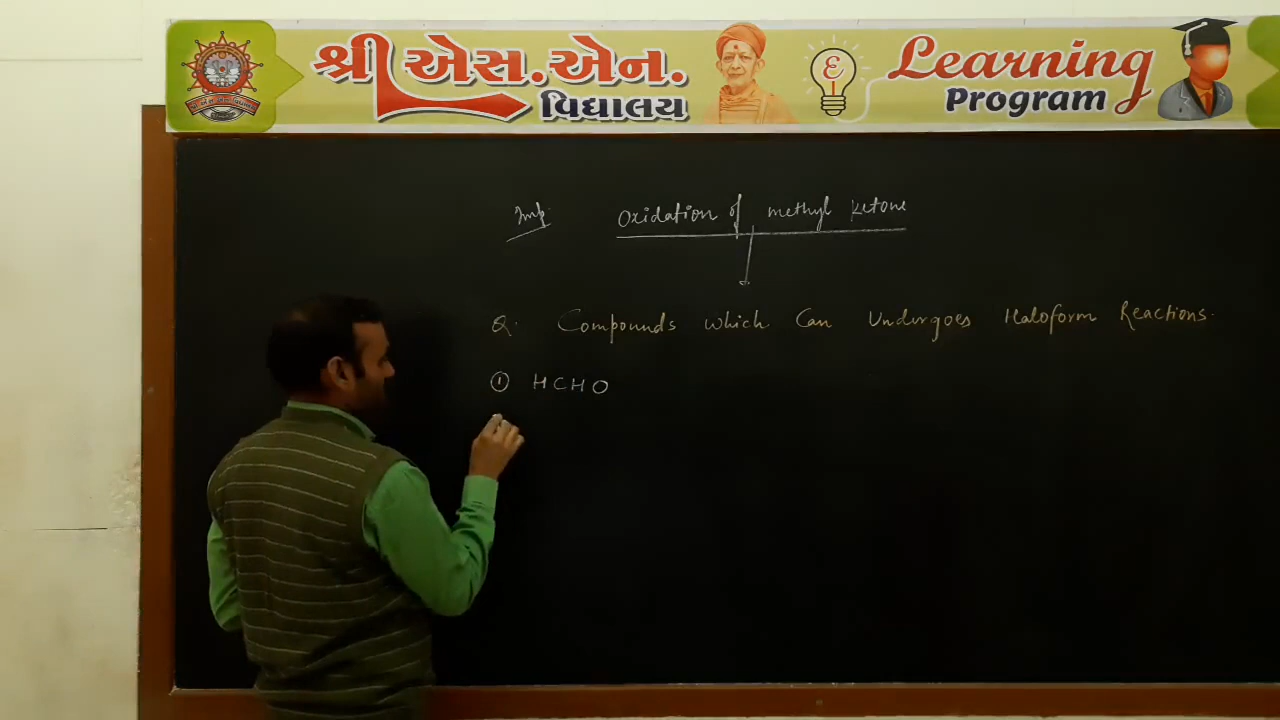 શ્રી એસ.એન.
વિદ્યાલય
Learning
Program
Imp. Oxidation of methyl ketone
Q. Compounds which Can Undergoes Haloform Reactions.
① HCHO